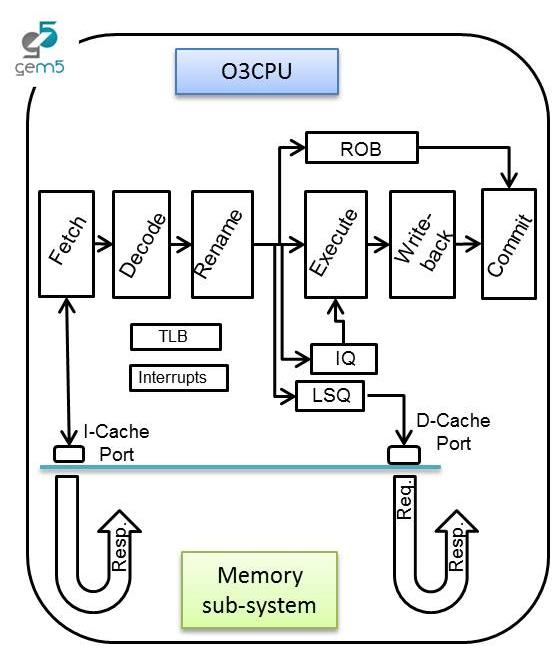 gem5
O3CPU
ROB
Fetch
Decode
Rename
Execute
Write-
back
Commit
TLB
Interrupts
IQ
LSQ
I-Cache
Port
D-Cache
Port
Resp.
Req.
Resp.
Memory
sub-system